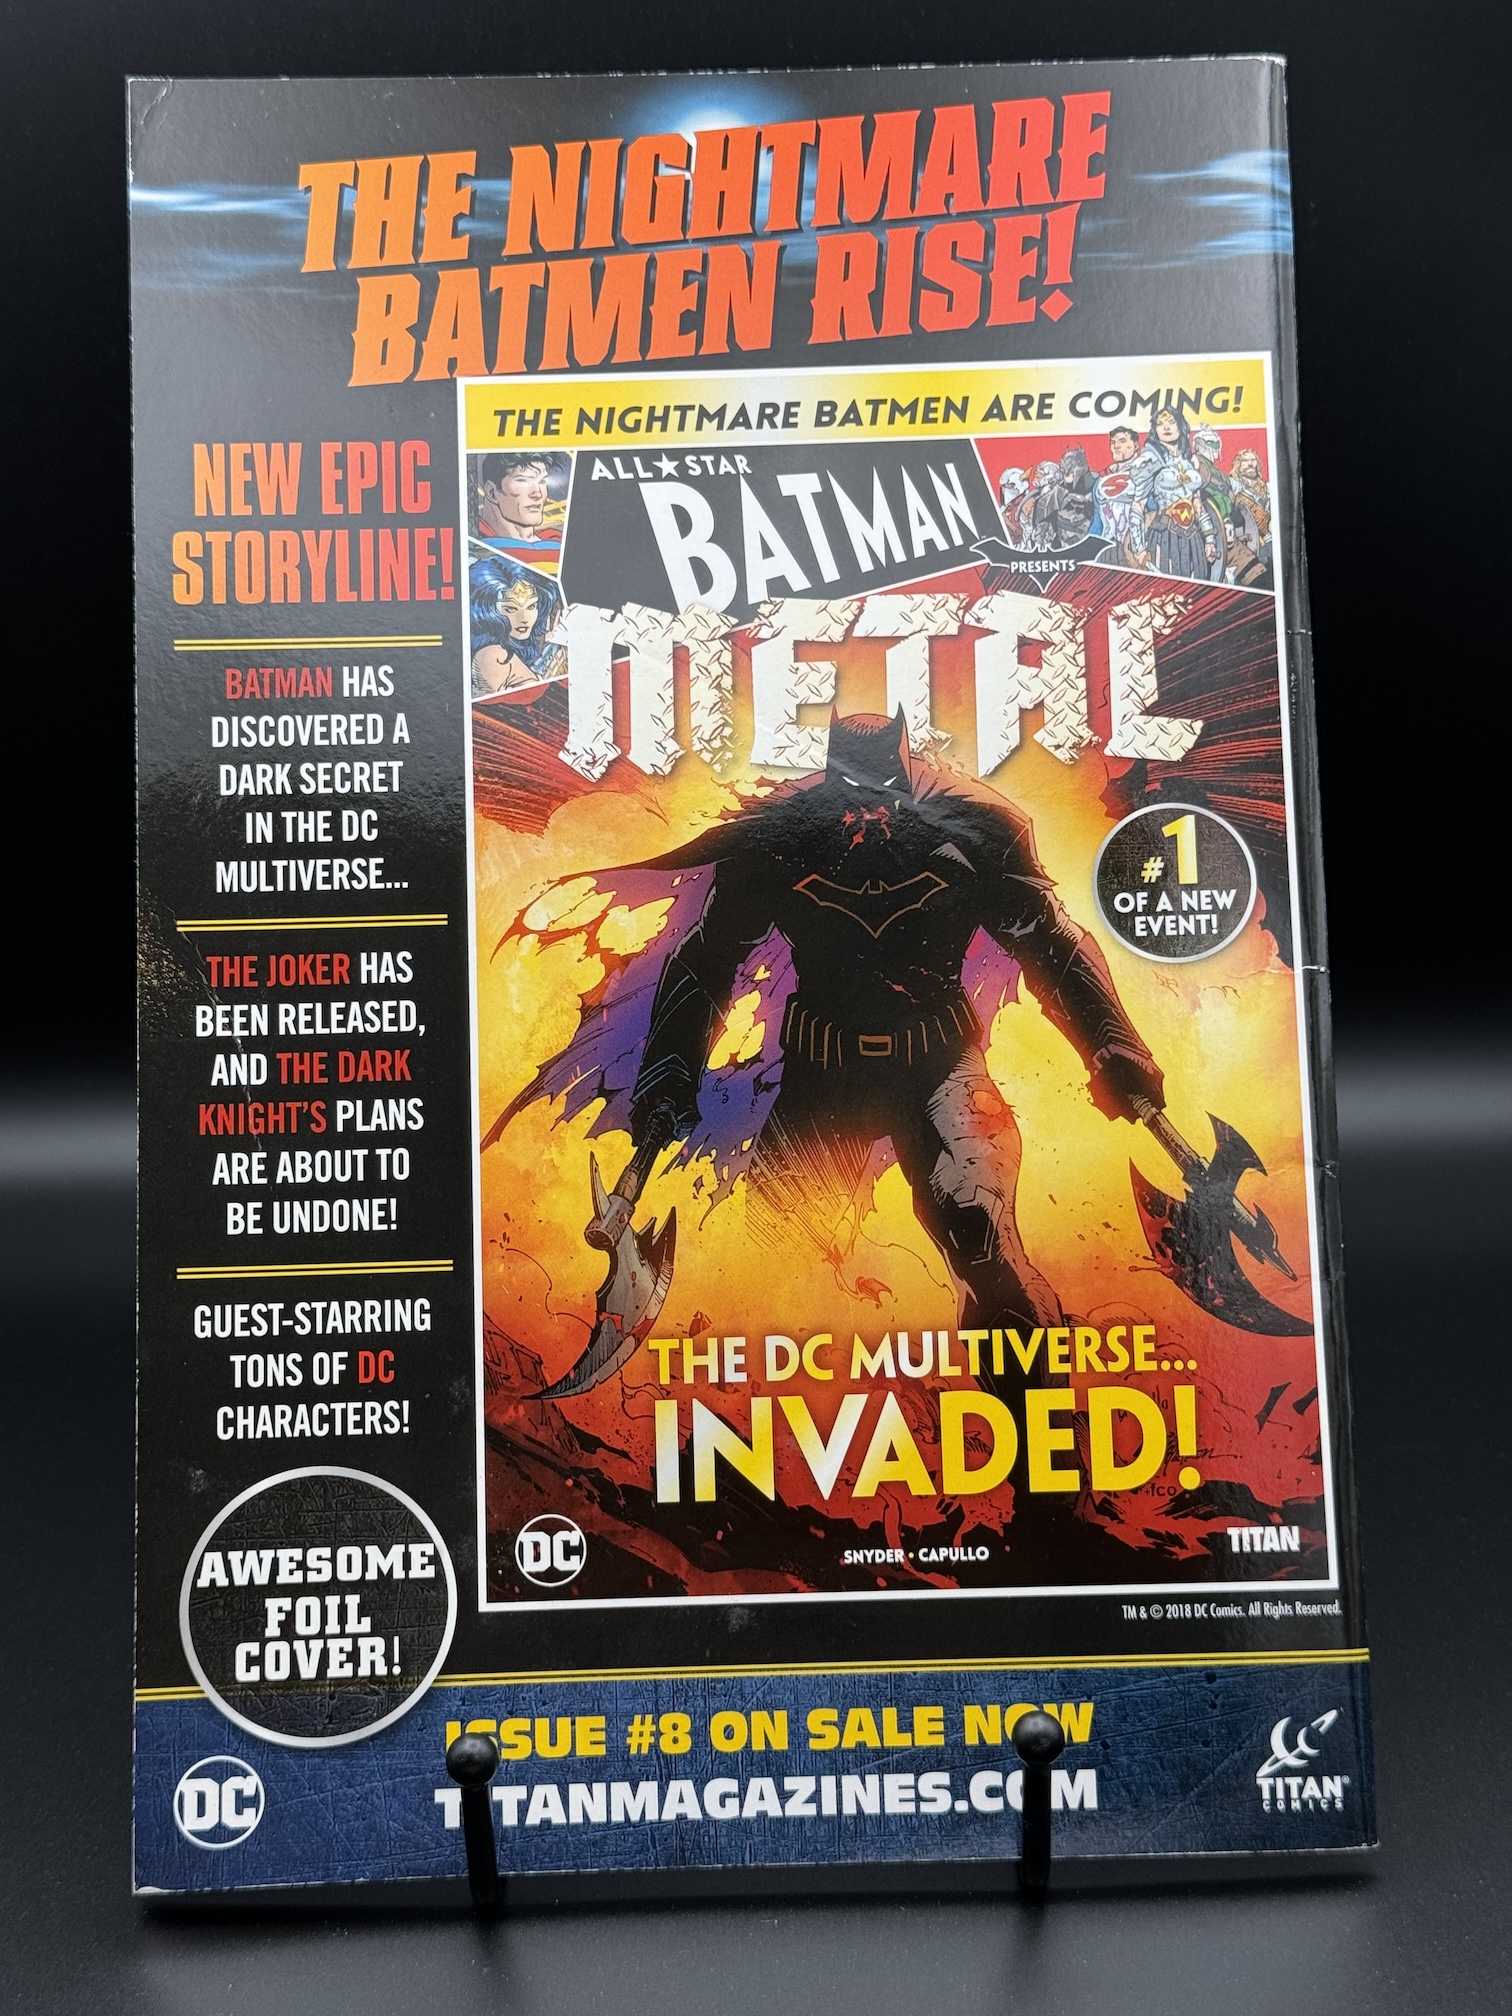 THE NIGHTMARE
BATMEN RISE!
NEW EPIC
STORYLINE!
BATMAN HAS
DISCOVERED A
DARK SECRET
IN THE DC
MULTIVERSE...
THE JOKER HAS
BEEN RELEASED,
AND THE DARK
KNIGHT'S PLANS
ARE ABOUT TO
BE UNDONE!
GUEST-STARRING
TONS OF DC
CHARACTERS!
AWESOME
FOIL
COVER!
THE NIGHTMARE BATMEN ARE COMING!
ALL★STAR
BATMAN
PRESENTS
METAL
#1
OF A NEW
EVENT!
THE DC MULTIVERSE...
INVADED!
DC
SNYDER • CAPULLO
TITAN
TM & © 2018 DC Comics. All Rights Reserved.
ISSUE #8 ON SALE NOW
TITANMAGAZINES.COM
DC
TITAN®
COMICS